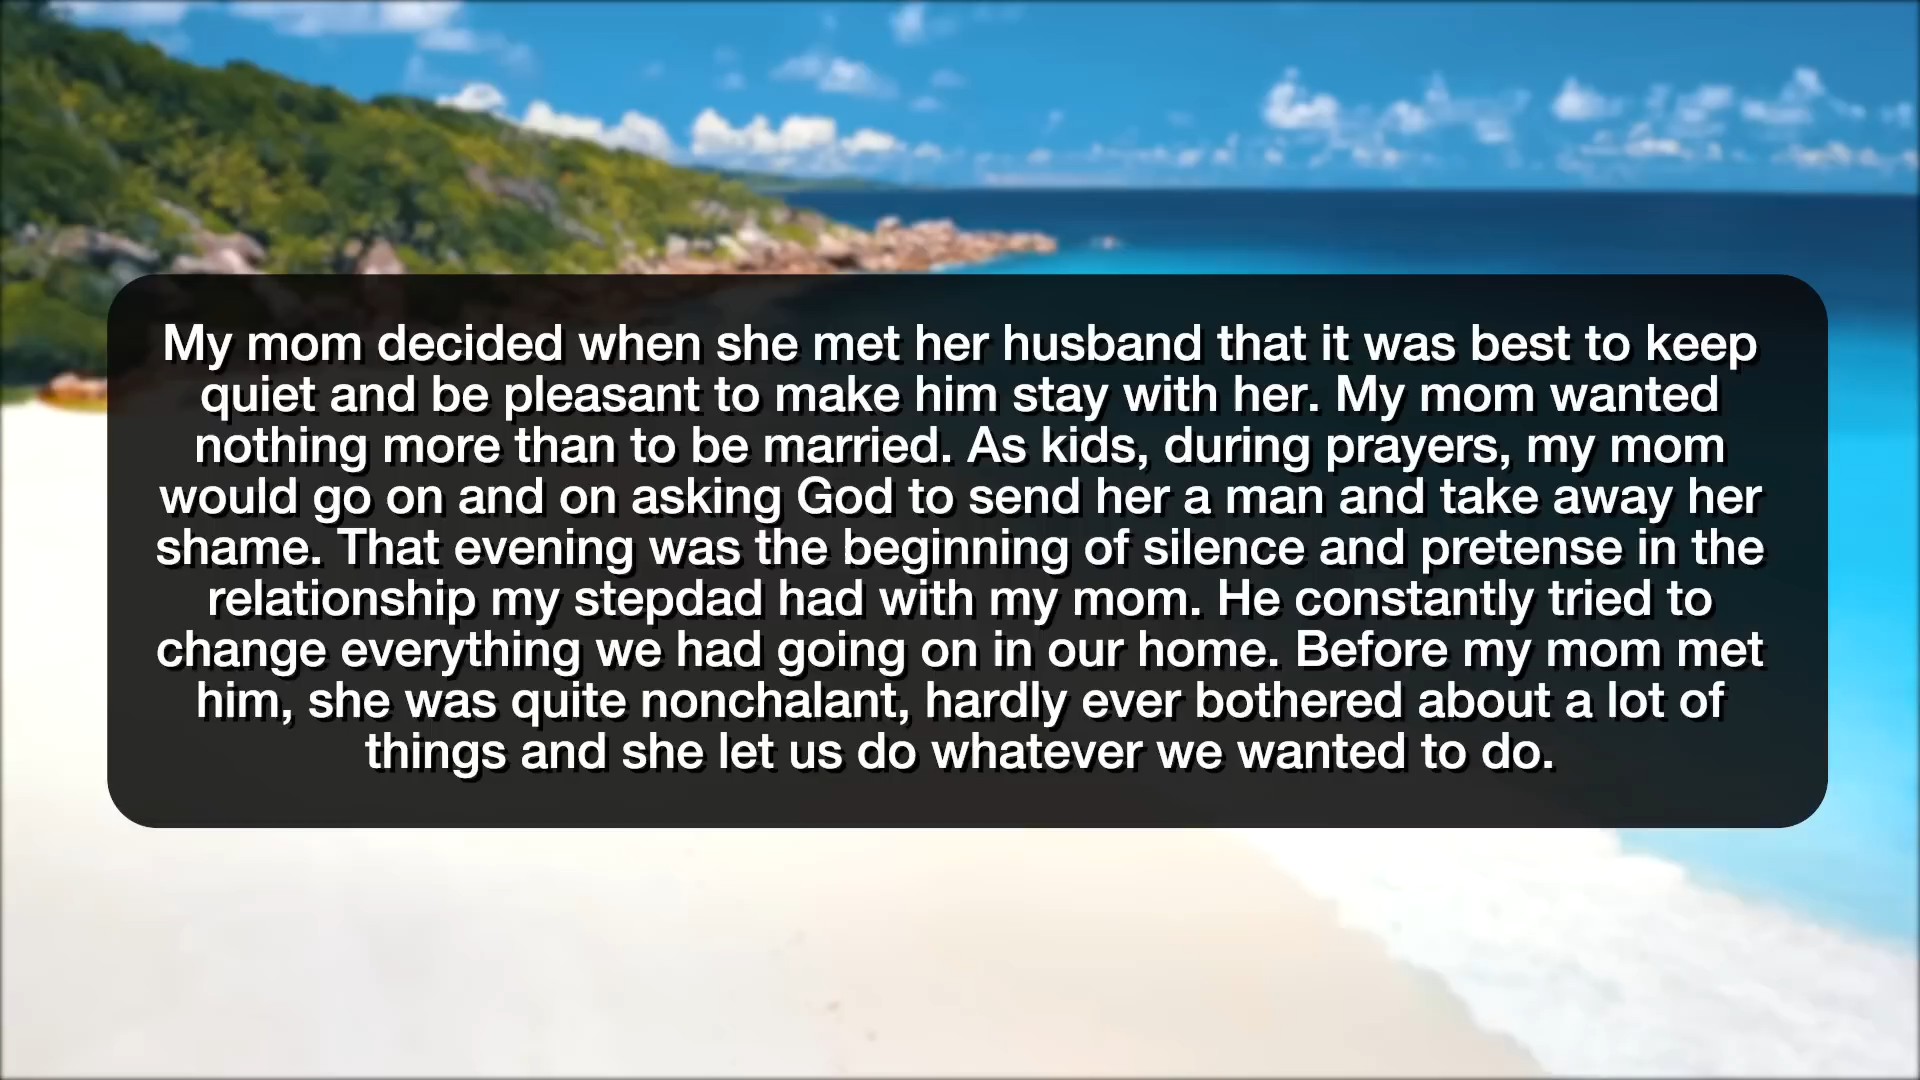 My mom decided when she met her husband that it was best to keep
quiet and be pleasant to make him stay with her. My mom wanted
nothing more than to be married. As kids, during prayers, my mom
would go on and on asking God to send her a man and take away her
shame. That evening was the beginning of silence and pretense in the
relationship my stepdad had with my mom. He constantly tried to
change everything we had going on in our home. Before my mom met
him, she was quite nonchalant, hardly ever bothered about a lot of
things and she let us do whatever we wanted to do.